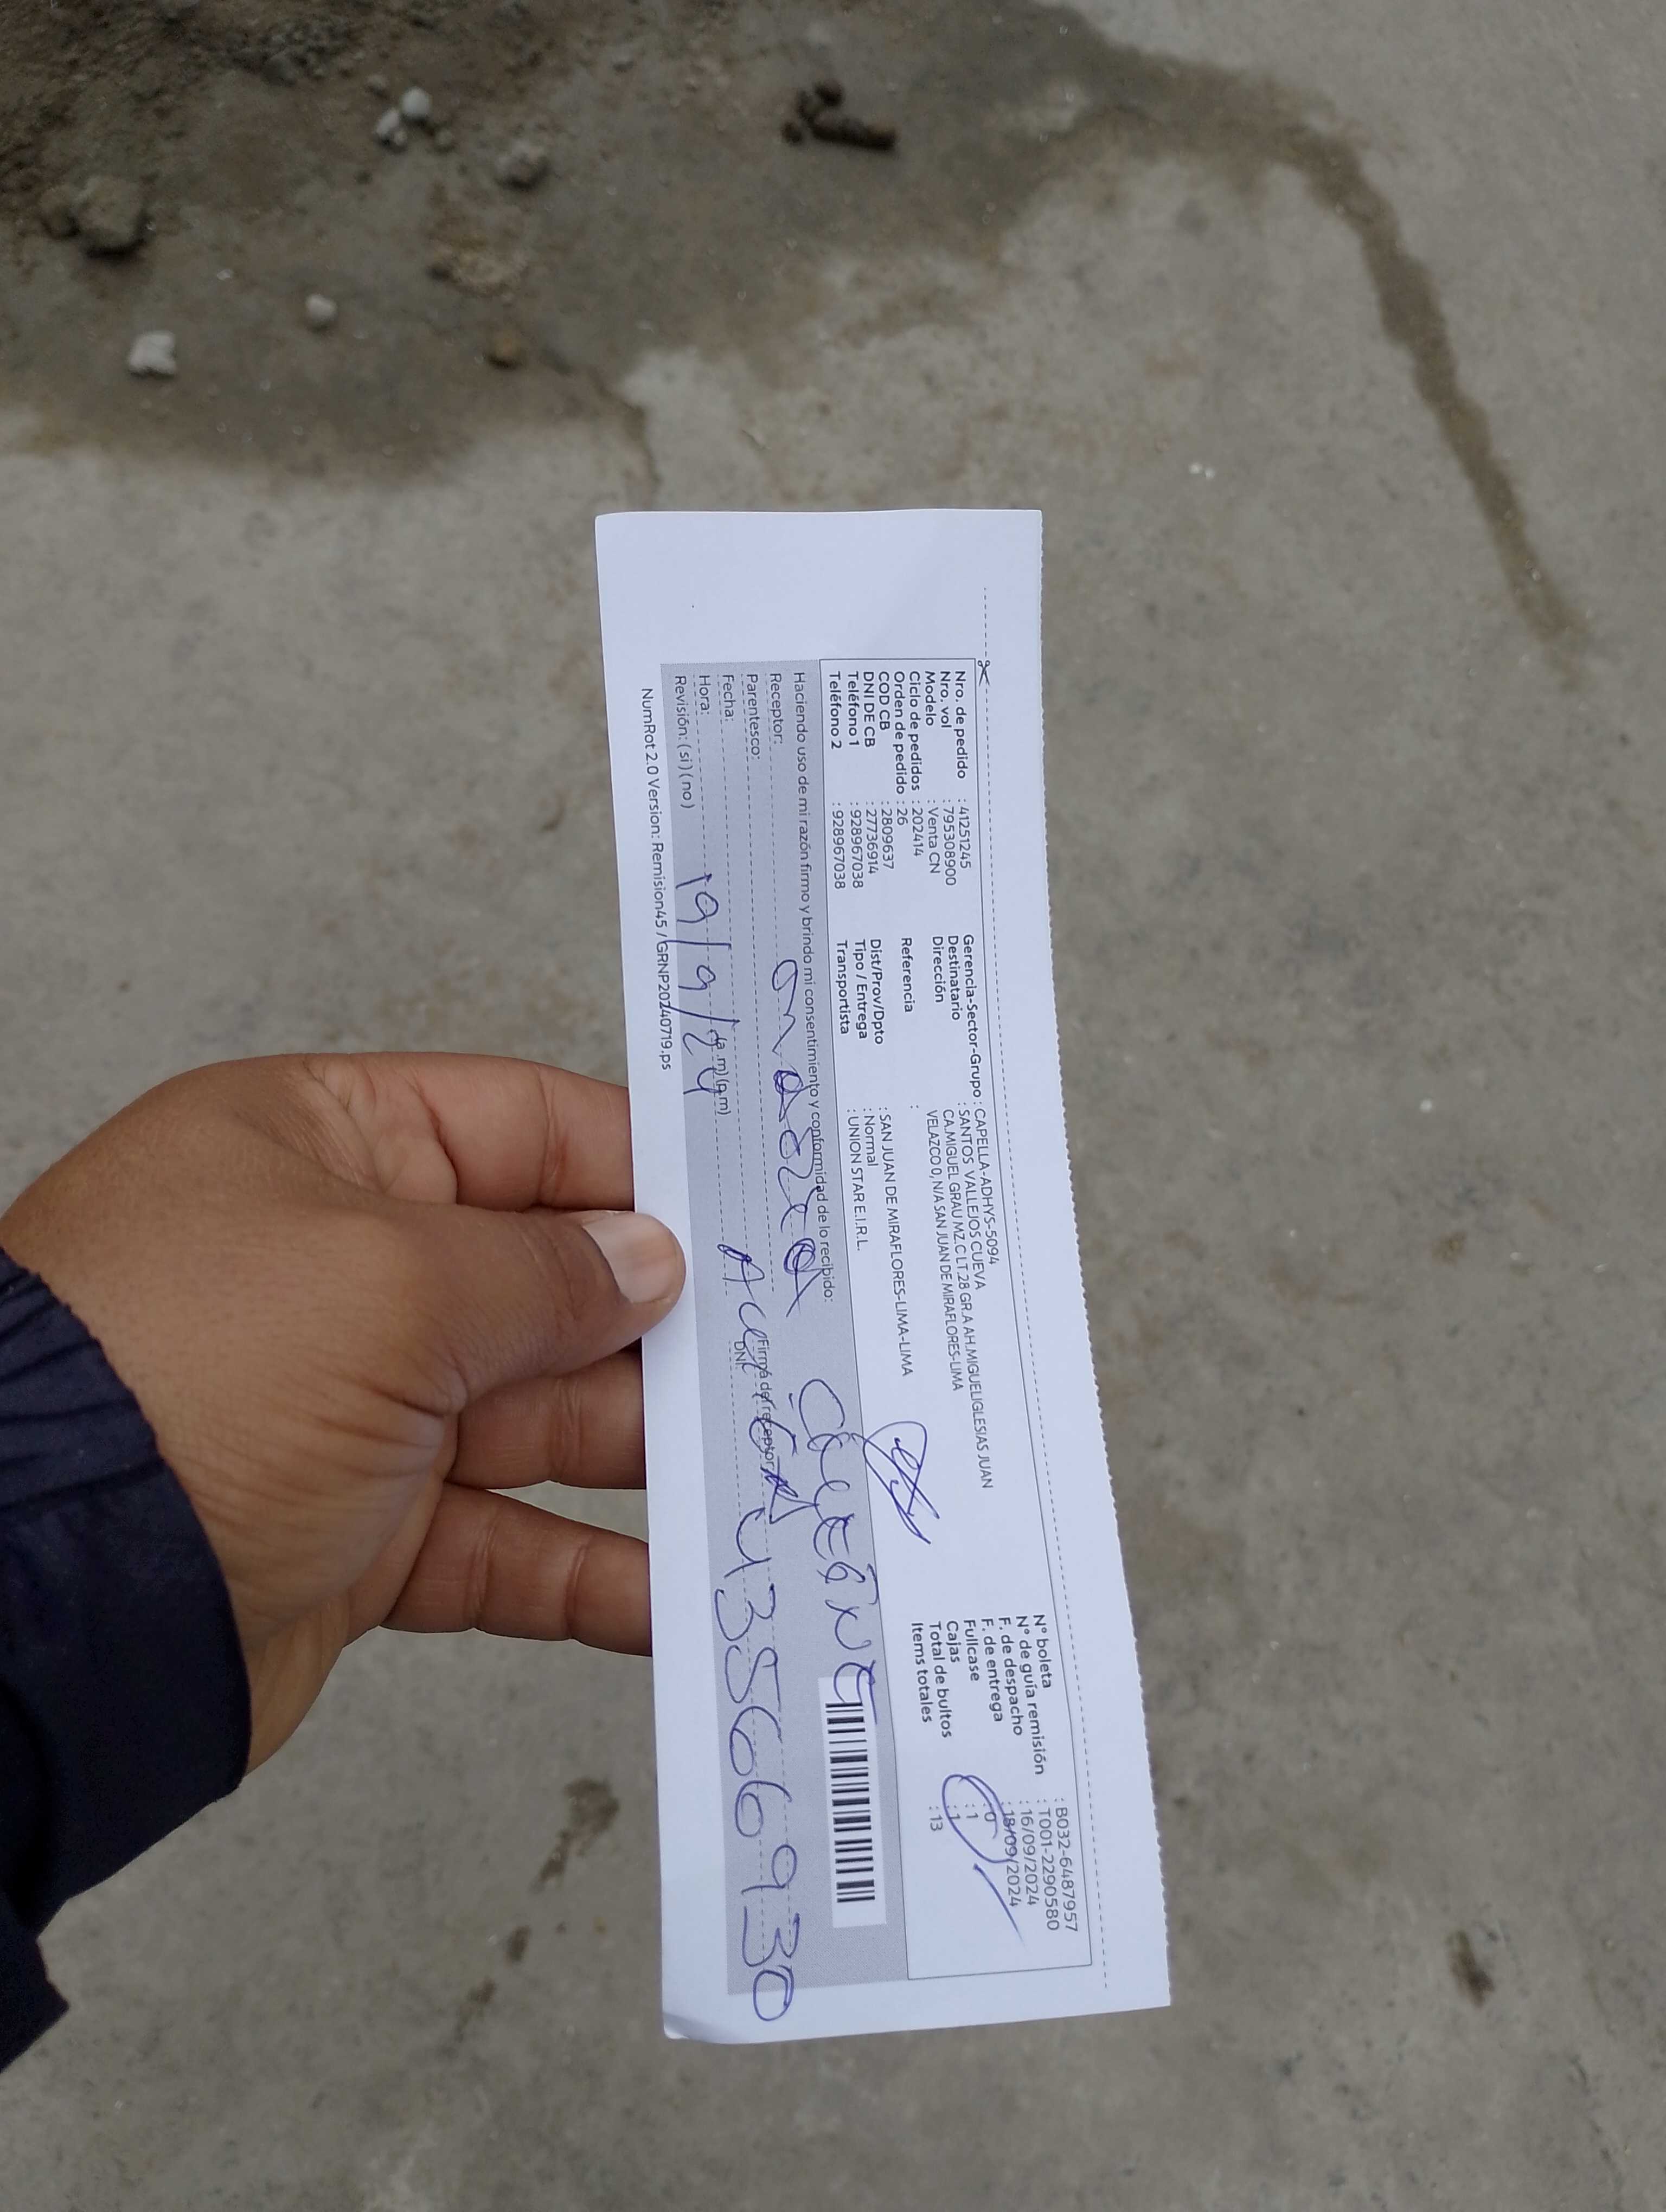 Nro. de pedido : 41251245
Nro. vol : 795308900
Modelo : Venta CN
Ciclo de pedidos : 202414
Orden de pedido : 26
COD CB : 2809637
DNI DE CB : 27736914
Teléfono 1 : 928967038
Teléfono 2 : 928967038
Gerencia-Sector-Grupo : CAPELLA-ADHYS-5094
Destinatario : SANTOS VALLEJOS CUEVA
Dirección CA.MIGUEL GRAU MZ.C LT.28 GR.A AH.MIGUELIGLESIAS JUAN
VELAZCO 0, N/A SAN JUAN DE MIRAFLORES-LIMA
Referencia :
Dist/Prov/Dpto : SAN JUAN DE MIRAFLORES-LIMA-LIMA
Tipo / Entrega : Normal
Transportista : UNION STAR E.I.R.L.
N° boleta : B032-6487957
N° de guía remisión : T001-2290580
F. de despacho : 16/09/2024
F. de entrega : 18/09/2024
Fullcase : 0
Cajas : 1
Total de bultos : 1
Items totales : 13
Haciendo uso de mi razón firmo y brindo mi consentimiento y conformidad de lo recibido:
Receptor:
Parentesco:
Fecha:
Hora: (a.m) (p.m)
Revisión: (si) (no)
19/9/24
Firma del receptor
DNI:
43566930
NumRot 2.0 Version: Remision45 / GRNP20240719.ps